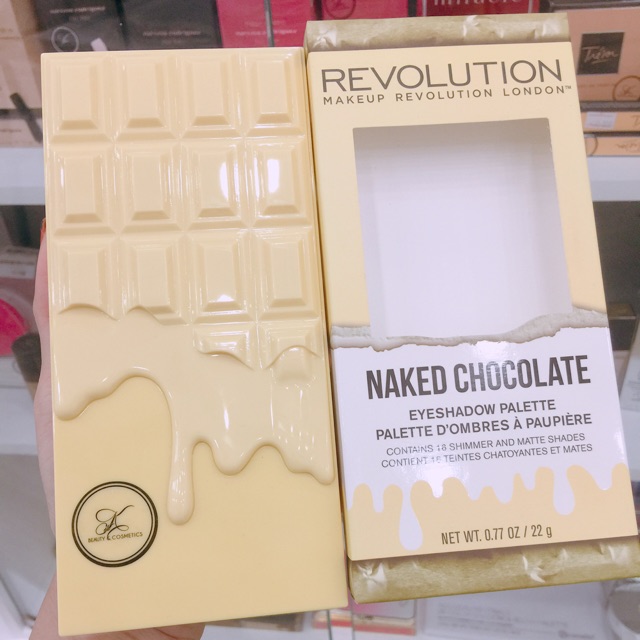 REVOLUTION
MAKEUP REVOLUTION LONDON™
NAKED CHOCOLATE
EYESHADOW PALETTE
PALETTE D'OMBRES À PAUPIÈRE
CONTAINS 18 SHIMMER AND MATTE SHADES
CONTIENT 18 TEINTES CHATOYANTES ET MATES
NET WT. 0.77 OZ / 22 g
BEAUTY & COSMETICS